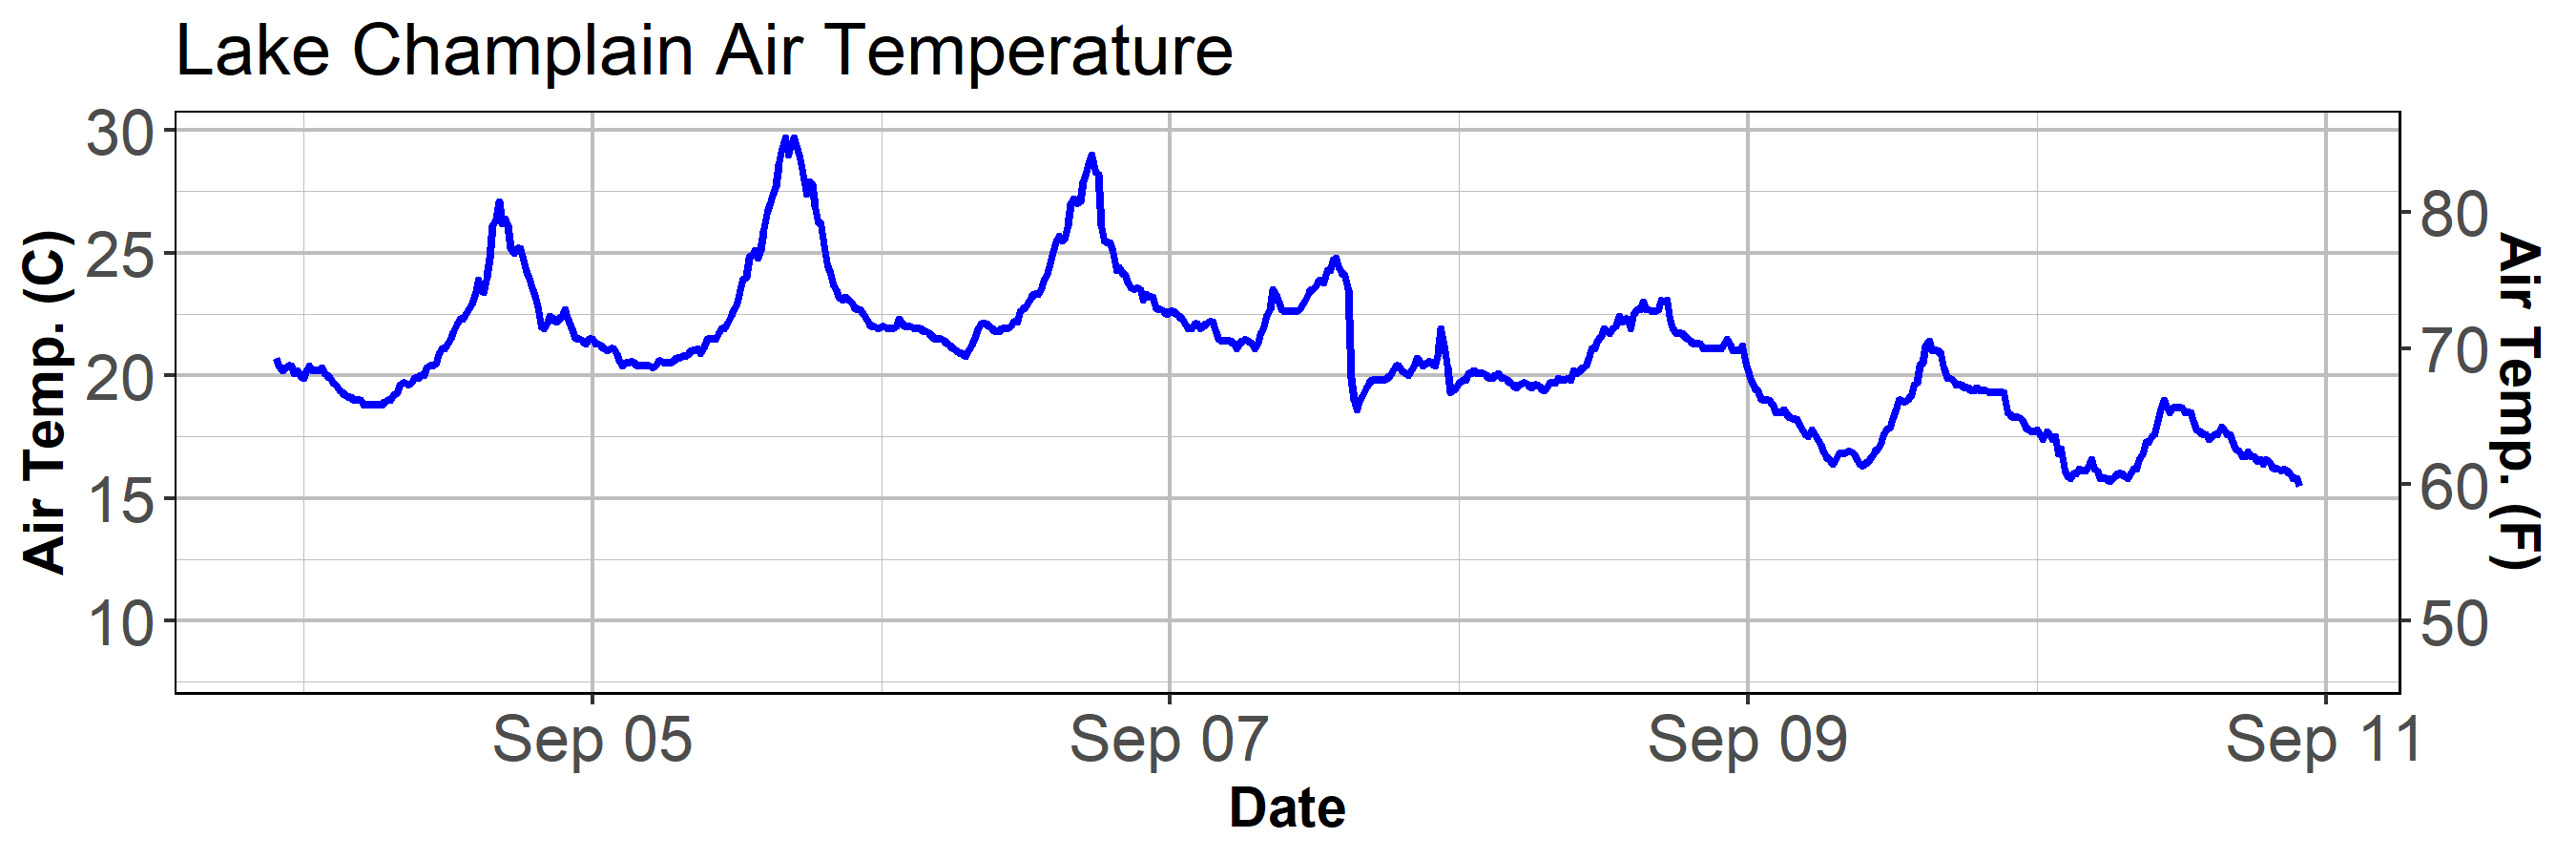 Lake Champlain Air Temperature
Air Temp. (C)
30
25
20
15
10
80
70
60
50
Air Temp. (F)
Sep 05 Sep 07 Sep 09 Sep 11
Date